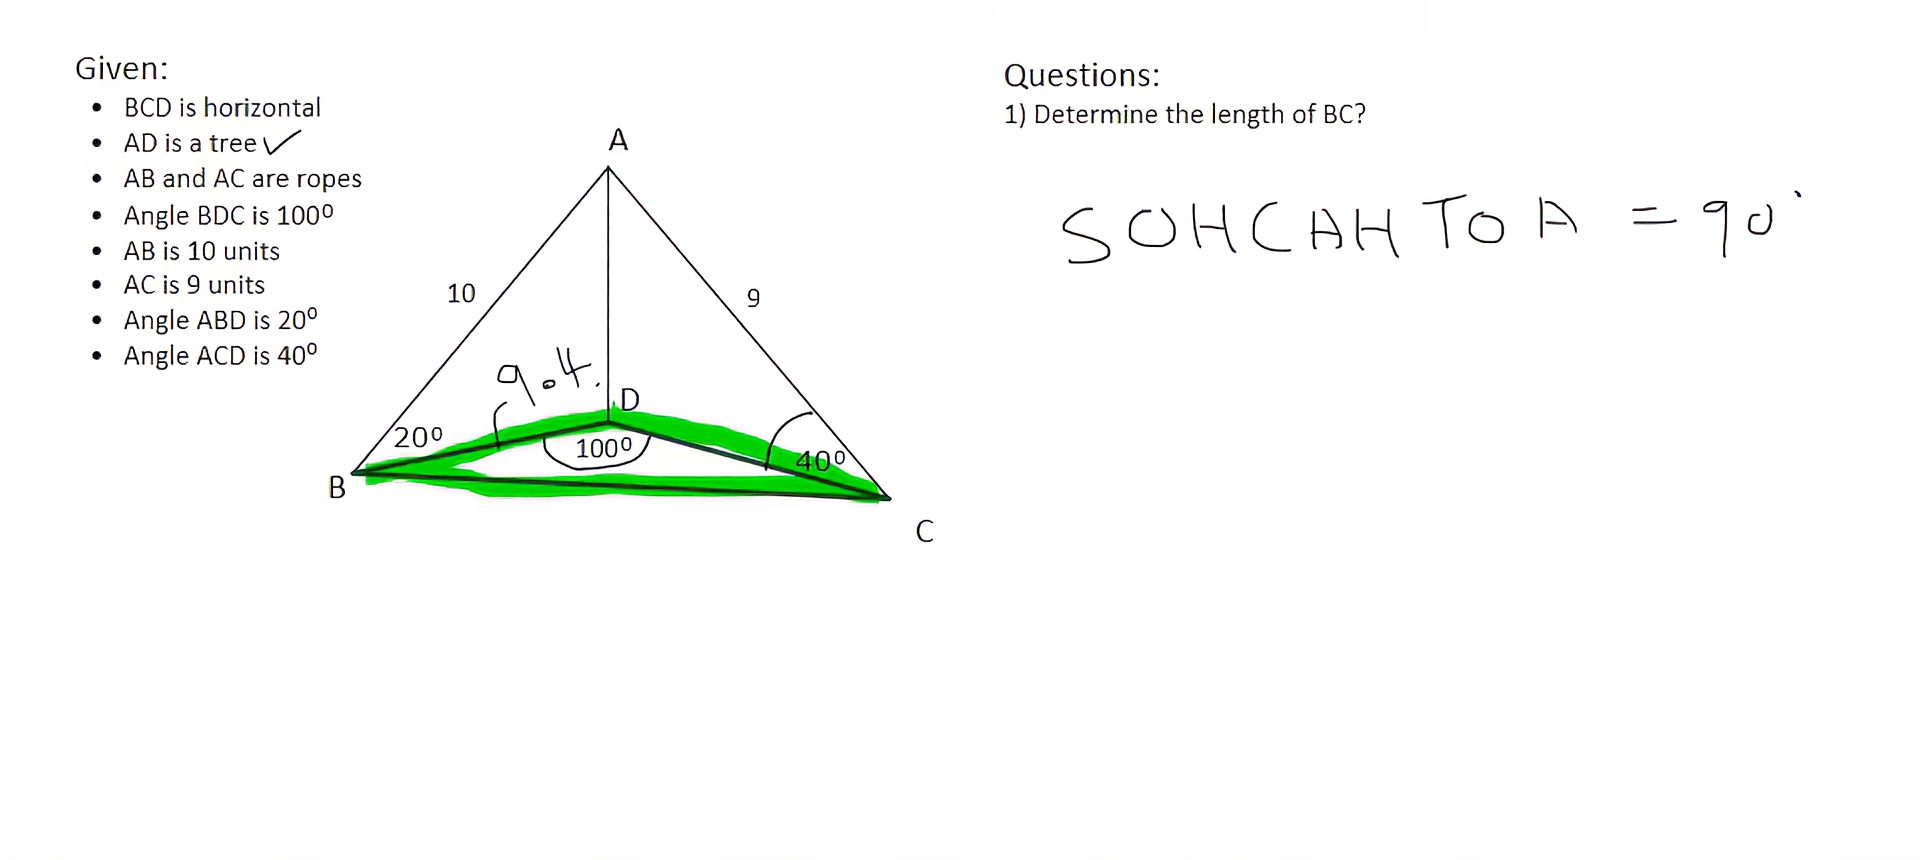 Given:
• BCD is horizontal
• AD is a tree ✓
• AB and AC are ropes
• Angle BDC is 100⁰
• AB is 10 units
• AC is 9 units
• Angle ABD is 20⁰
• Angle ACD is 40⁰
A
10
9
9.4.
D
20⁰
100⁰
40⁰
B
C
Questions:
1) Determine the length of BC?
SOHCAHTOA = 90°